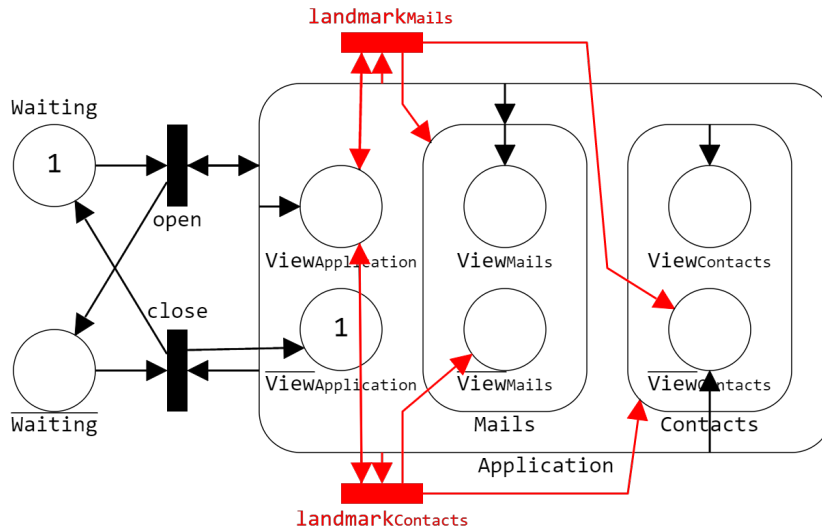 landmarkMails
Waiting
1
open
ViewApplication
ViewMails
ViewContacts
close
1
ViewApplication
ViewMails
ViewContacts
Waiting
Mails
Contacts
Application
landmarkContacts